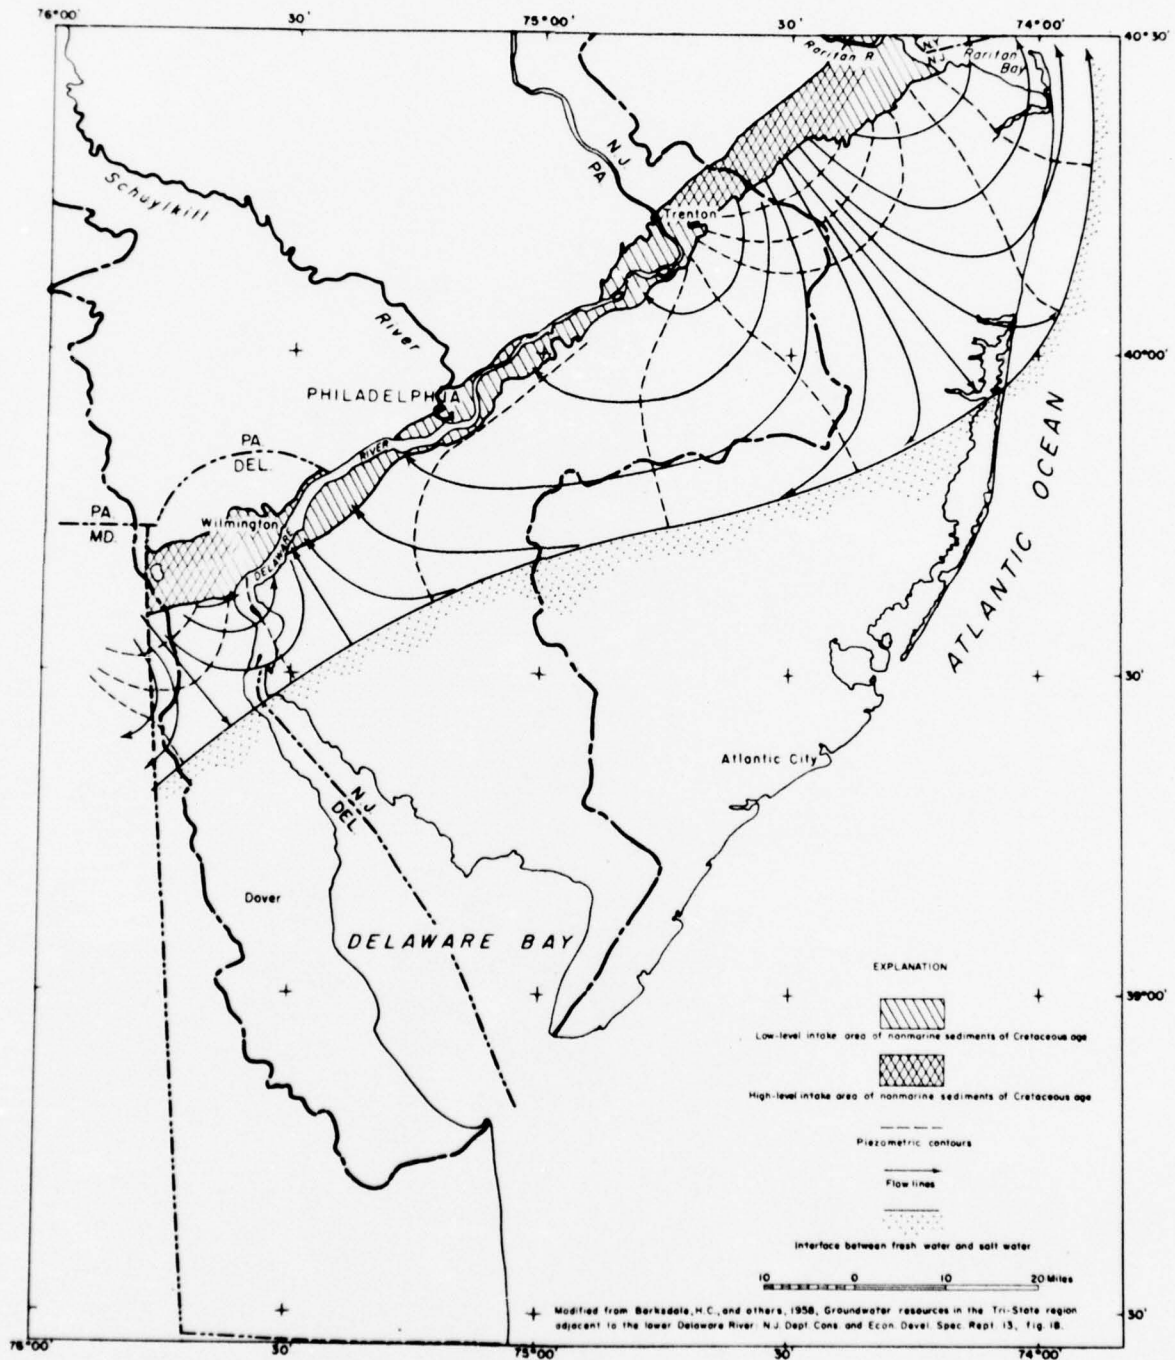 76°00'
30'
75°00'
30'
74°00'
40°30'
Raritan R.
NY
NJ
Raritan
Bay
NJ
PA
Schuylkill
River
Trenton
40°00'
PHILADELPHIA
PA.
DEL.
RIVER
PA.
MD.
Wilmington
DELAWARE
ATLANTIC OCEAN
30'
Atlantic City
N.J.
DEL.
Dover
DELAWARE BAY
39°00'
EXPLANATION
Low-level intake area of nonmarine sediments of Cretaceous age
High-level intake area of nonmarine sediments of Cretaceous age
Piezometric contours
Flow lines
Interface between fresh water and salt water
10 0 10 20 Miles
Modified from Barksdale, H.C., and others, 1958, Groundwater resources in the Tri-State region
adjacent to the lower Delaware River: N.J. Dept. Cons. and Econ. Devel. Spec. Rept. 13, fig. 18.
30'
76°00'
30'
75°00'
30'
74°00'